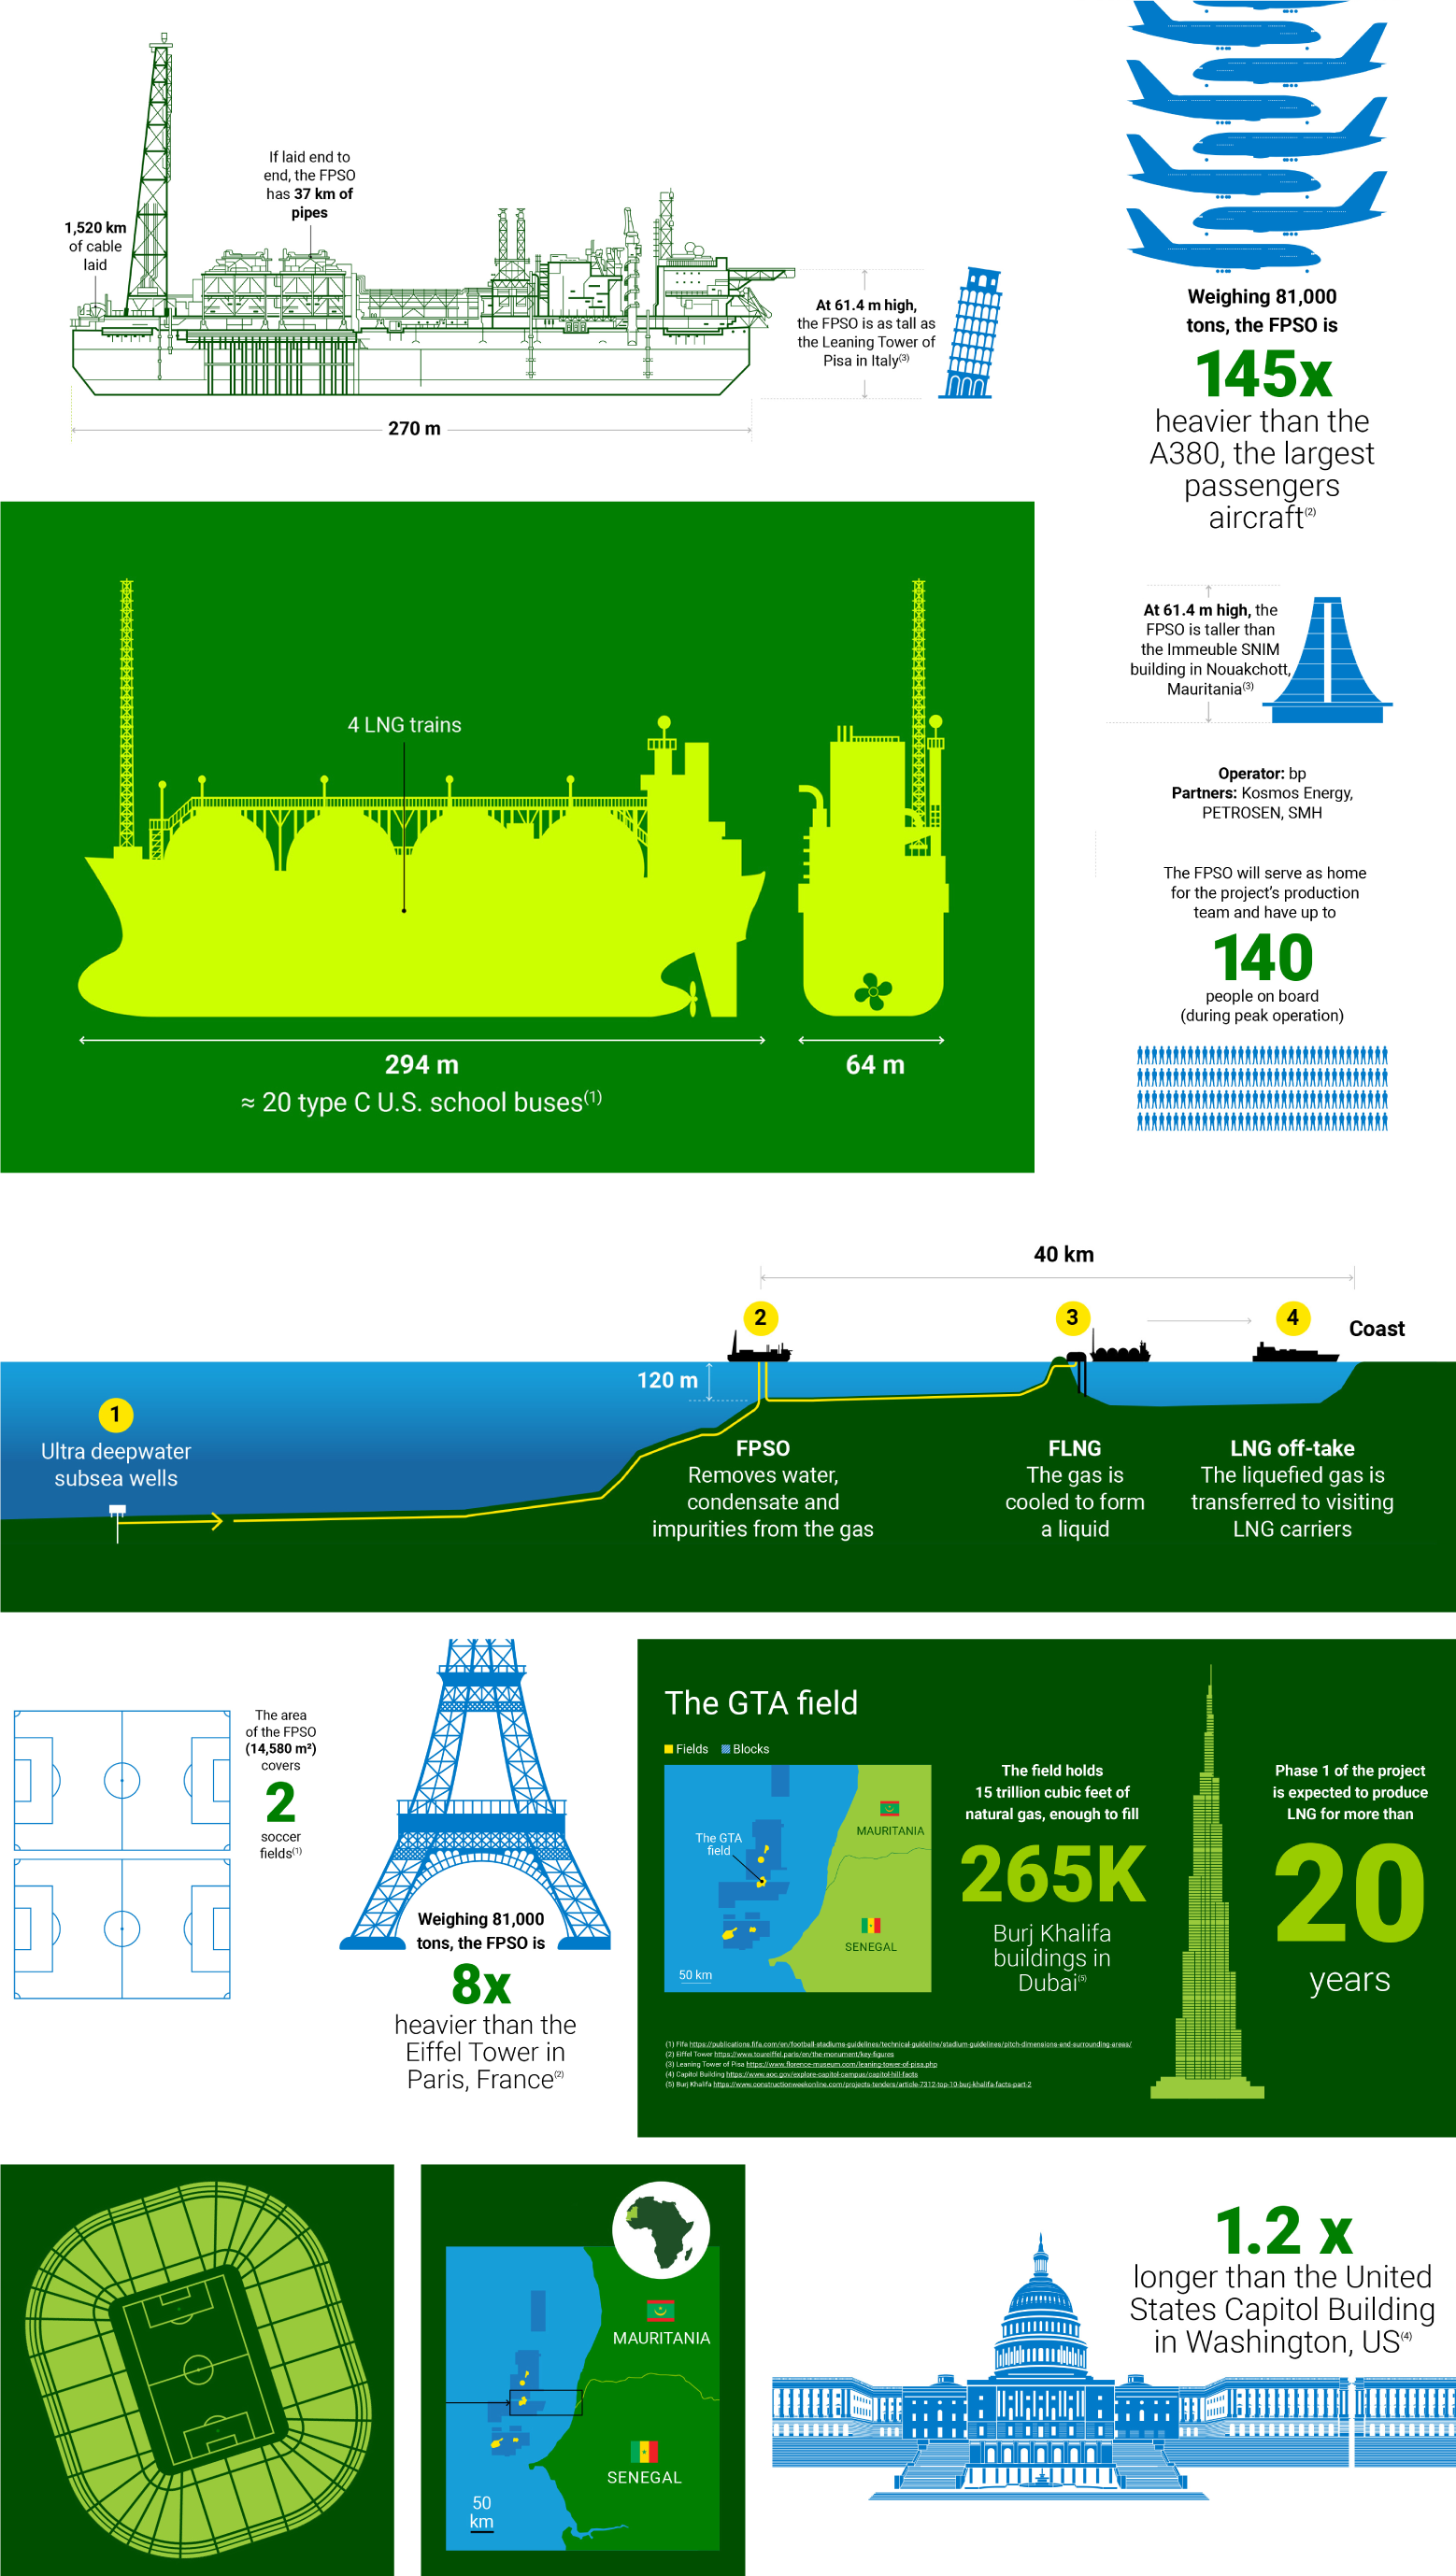 If laid end to
end, the FPSO
has 37 km of
pipes
1,520 km
of cable
laid
At 61.4 m high,
the FPSO is as tall as
the Leaning Tower of
Pisa in Italy(3)
270 m
Weighing 81,000
tons, the FPSO is
145x
heavier than the
A380, the largest
passengers
aircraft(2)
At 61.4 m high, the
FPSO is taller than
the Immeuble SNIM
building in Nouakchott,
Mauritania(3)
4 LNG trains
294 m
≈ 20 type C U.S. school buses(1)
64 m
Operator: bp
Partners: Kosmos Energy,
PETROSEN, SMH
The FPSO will serve as home
for the project's production
team and have up to
140
people on board
(during peak operation)
40 km
2
3
4
Coast
120 m
1
Ultra deepwater
subsea wells
FPSO
Removes water,
condensate and
impurities from the gas
FLNG
The gas is
cooled to form
a liquid
LNG off-take
The liquefied gas is
transferred to visiting
LNG carriers
The area
of the FPSO
(14,580 m²)
covers
2
soccer
fields(1)
Weighing 81,000
tons, the FPSO is
8x
heavier than the
Eiffel Tower in
Paris, France(2)
The GTA field
Fields
Blocks
The GTA
field
MAURITANIA
SENEGAL
50 km
The field holds
15 trillion cubic feet of
natural gas, enough to fill
265K
Burj Khalifa
buildings in
Dubai(5)
Phase 1 of the project
is expected to produce
LNG for more than
20
years
(1) Fifa https://publications.fifa.com/en/football-stadiums-guidelines/technical-guideline/stadium-guidelines/pitch-dimensions-and-surrounding-areas/
(2) Eiffel Tower https://www.toureiffel.paris/en/the-monument/key-figures
(3) Leaning Tower of Pisa https://www.florence-museum.com/leaning-tower-of-pisa.php
(4) Capitol Building https://www.aoc.gov/explore-capitol-campus/capitol-hill-facts
(5) Burj Khalifa https://www.constructionweekonline.com/projects-tenders/article-7312-top-10-burj-khalifa-facts-part-2
MAURITANIA
SENEGAL
50
km
1.2 x
longer than the United
States Capitol Building
in Washington, US(4)